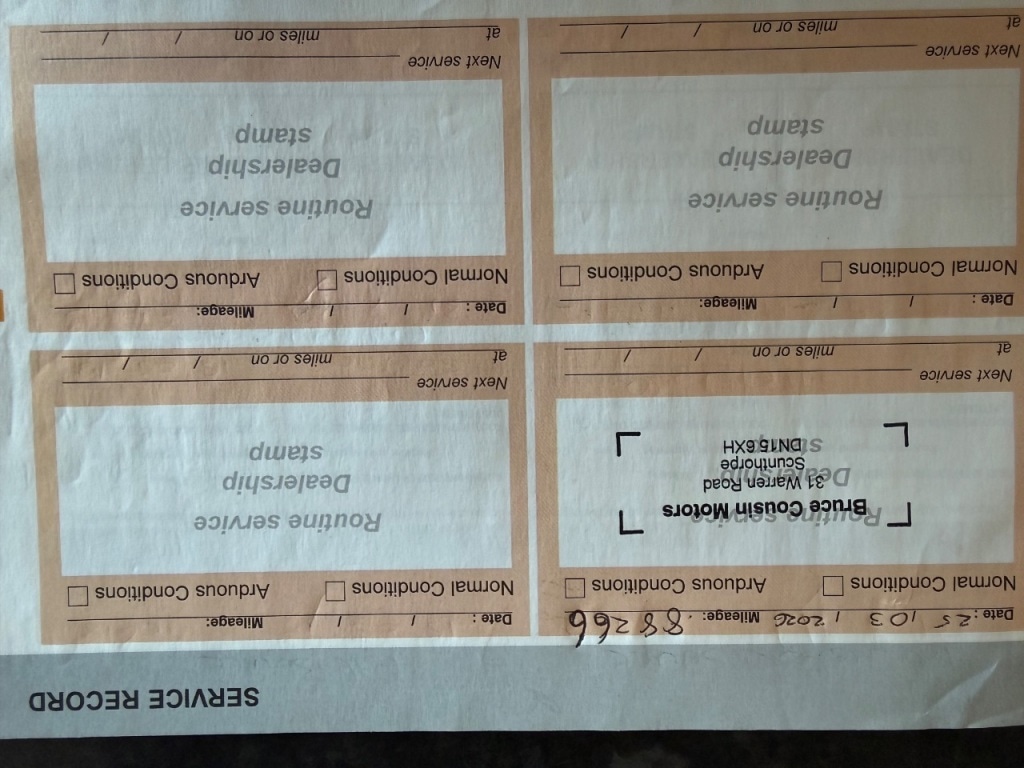 SERVICE RECORD
Date : 25 / 03 / 2026 Mileage: 88266
Normal Conditions Arduous Conditions
Routine service
Bruce Cousin Motors
31 Warren Road
Dealership
Scunthorpe
DN15 6XH
Next service
at miles or on / /
Date : / / Mileage:
Normal Conditions Arduous Conditions
Routine service
Dealership
stamp
Next service
at miles or on / /
Date : / / Mileage:
Normal Conditions Arduous Conditions
Routine service
Dealership
stamp
Next service
at miles or on / /
Date : / / Mileage:
Normal Conditions Arduous Conditions
Routine service
Dealership
stamp
Next service
at miles or on / /